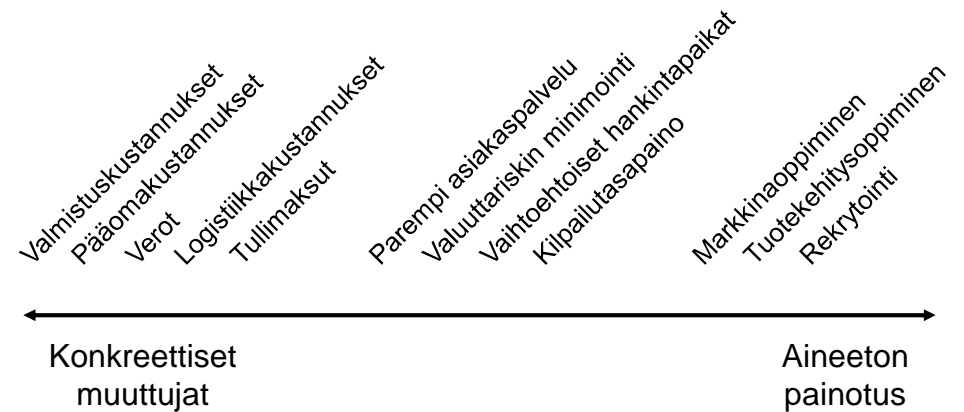 Valmistuskustannukset
Pääomakustannukset
Verot
Logistiikkakustannukset
Tullimaksut
Parempi asiakaspalvelu
Valuuttariskin minimointi
Vaihtoehtoiset hankintapaikat
Kilpailutasapaino
Markkinaoppiminen
Tuotekehitysoppiminen
Rekrytointi
Konkreettiset
muuttujat
Aineeton
painotus